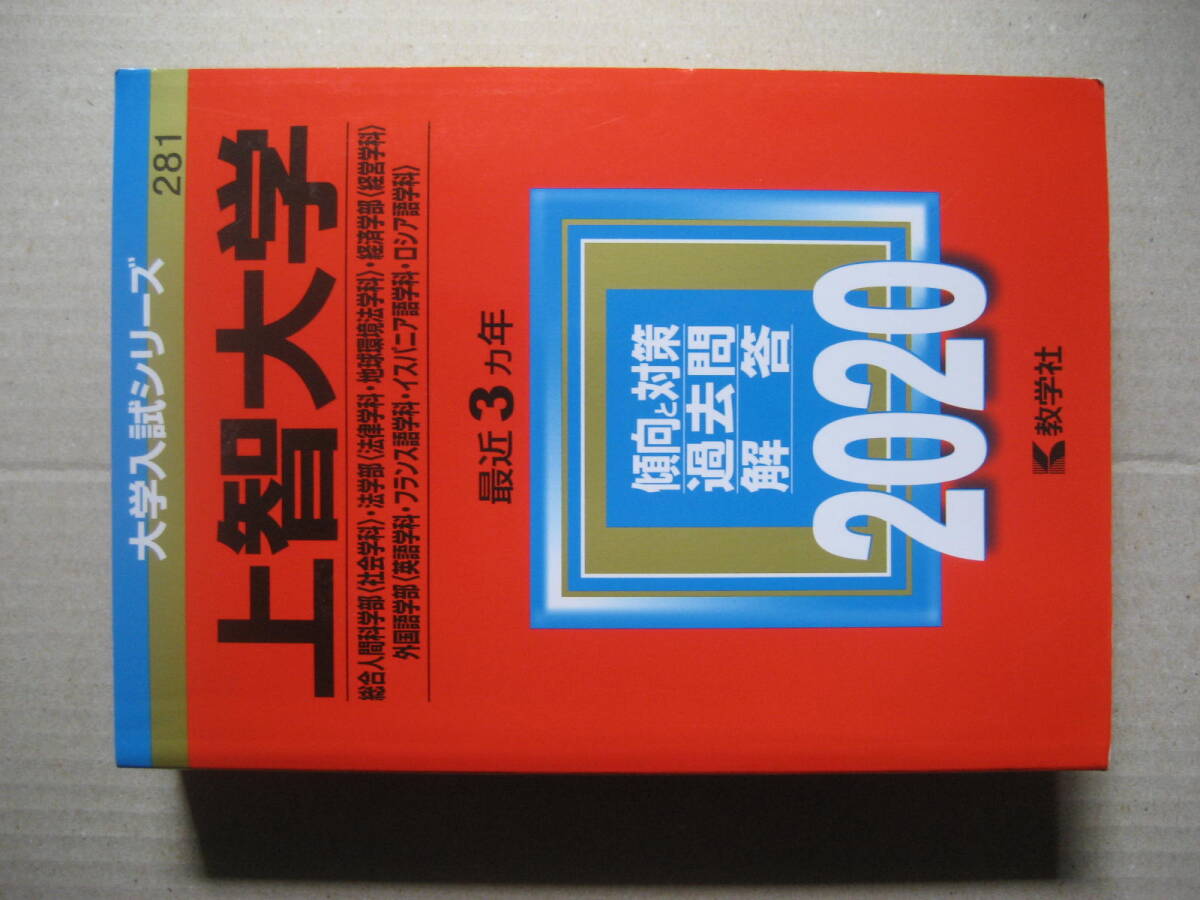 大学入試シリーズ
281
上智大学
総合人間科学部〈社会学科〉・法学部〈法律学科・地球環境法学科〉・経済学部〈経営学科〉
外国語学部〈英語学科・フランス語学科・イスパニア語学科・ロシア語学科〉
最近3ヵ年
傾向と対策
過去問
解答
2020
教学社